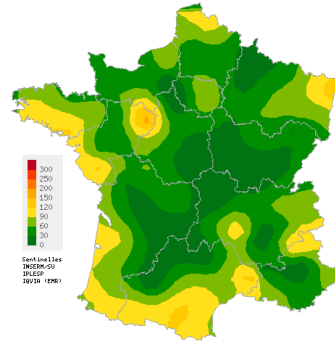 300
250
200
150
120
90
60
30
0
Sentinelles
INSERM/SU
IPLESP
IQVIA (EMR)